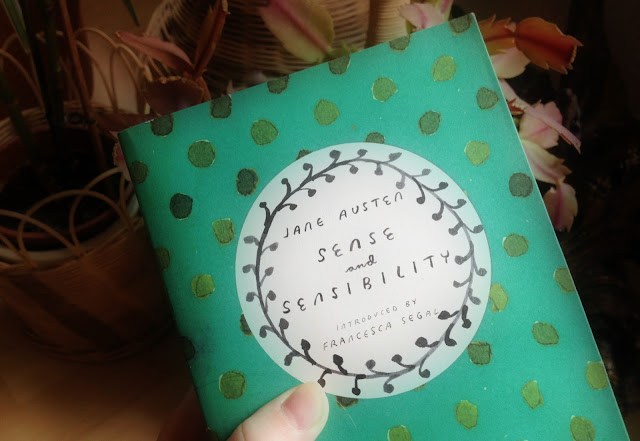 JANE AUSTEN
SENSE
and
SENSIBILITY
INTRODUCED BY
FRANCESCA SEGAL